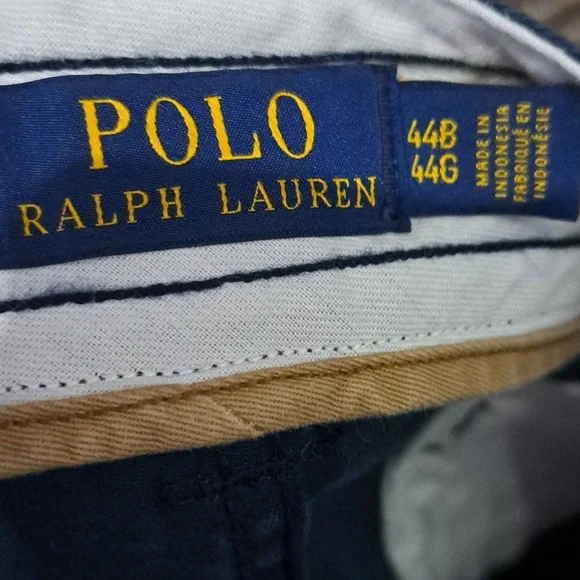 POLO
RALPH LAUREN
44B
44G
MADE IN
INDONESIA
FABRIQUÉ EN
INDONÉSIE